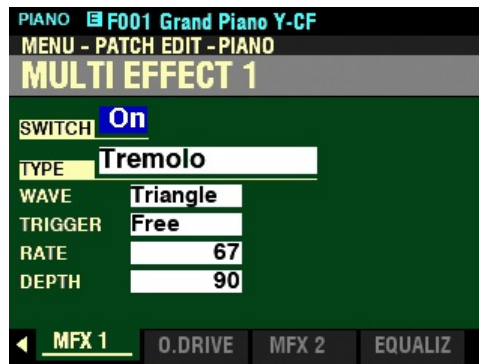 PIANO E F001 Grand Piano Y-CF
MENU - PATCH EDIT - PIANO
MULTI EFFECT 1
SWITCH On
TYPE Tremolo
WAVE Triangle
TRIGGER Free
RATE 67
DEPTH 90
MFX 1 O.DRIVE MFX 2 EQUALIZ